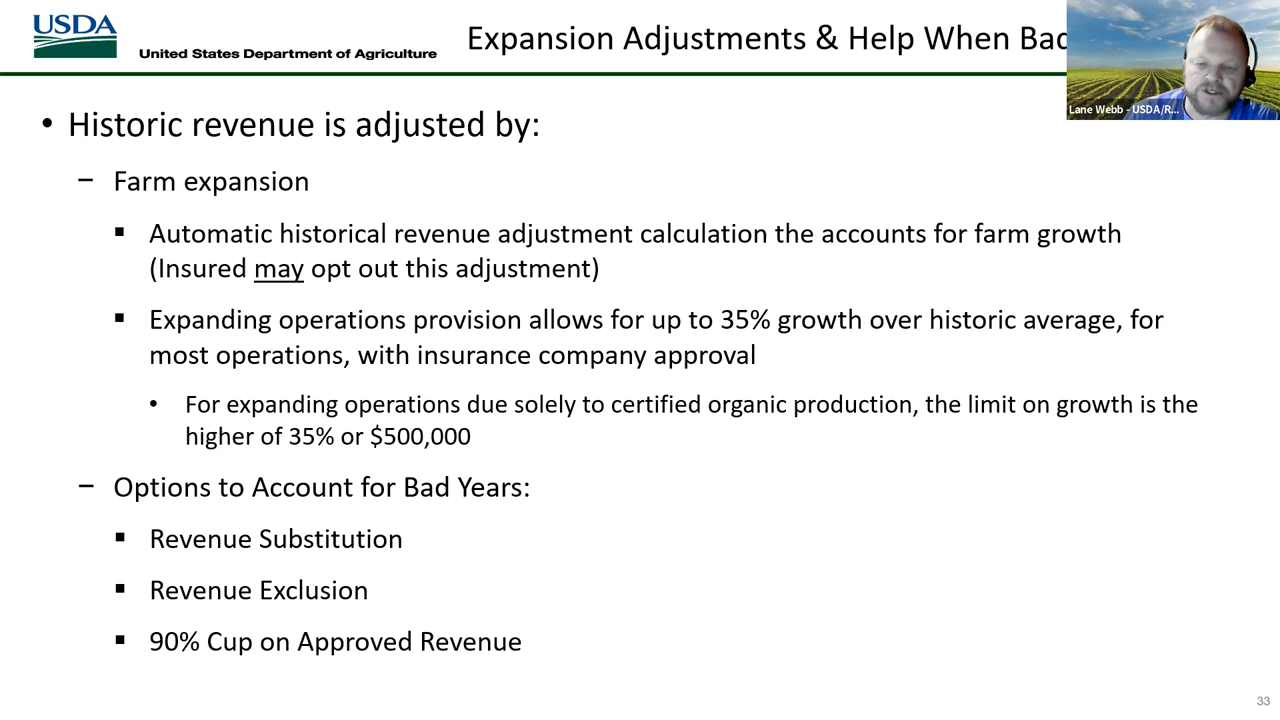 USDA
United States Department of Agriculture
Expansion Adjustments & Help When Bad
Lane Webb - USDA/R...
• Historic revenue is adjusted by:
– Farm expansion
▪ Automatic historical revenue adjustment calculation the accounts for farm growth
(Insured may opt out this adjustment)
▪ Expanding operations provision allows for up to 35% growth over historic average, for
most operations, with insurance company approval
• For expanding operations due solely to certified organic production, the limit on growth is the
higher of 35% or $500,000
– Options to Account for Bad Years:
▪ Revenue Substitution
▪ Revenue Exclusion
▪ 90% Cup on Approved Revenue
33